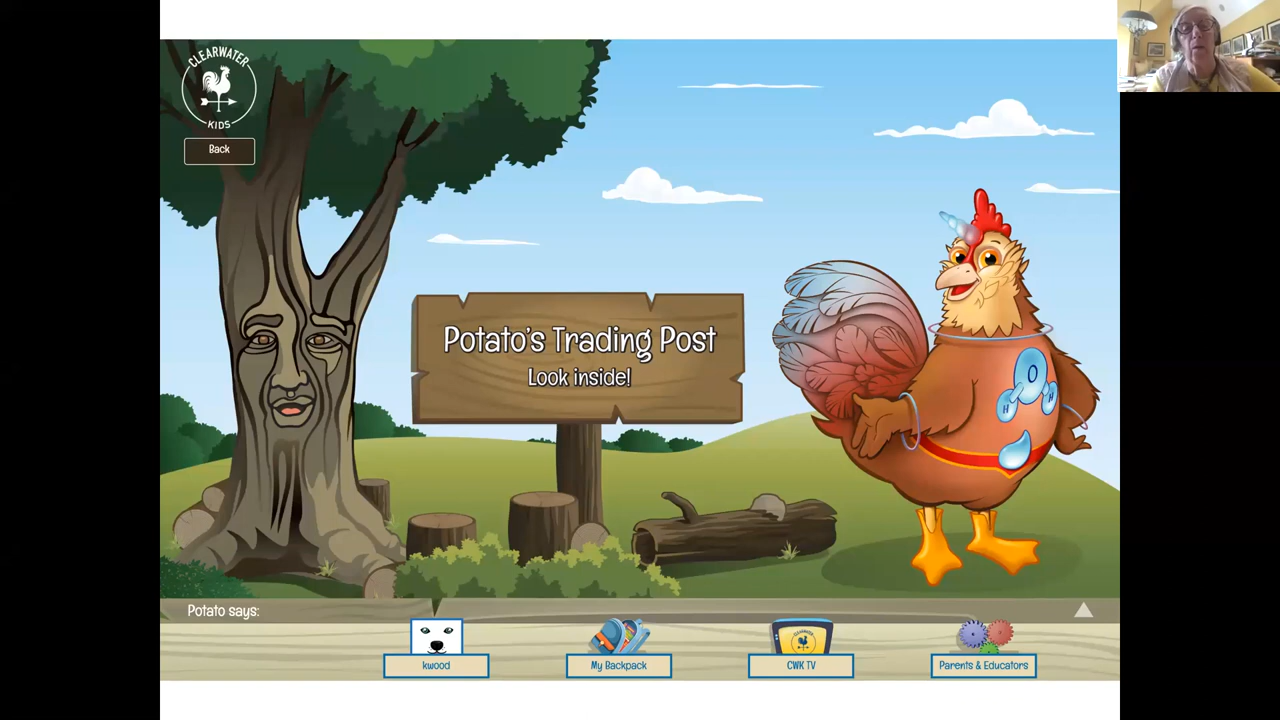 CLEARWATER
KIDS
Back
Potato's Trading Post
Look inside!
O
H H
Potato says:
kwood
My Backpack
CWK TV
Parents & Educators